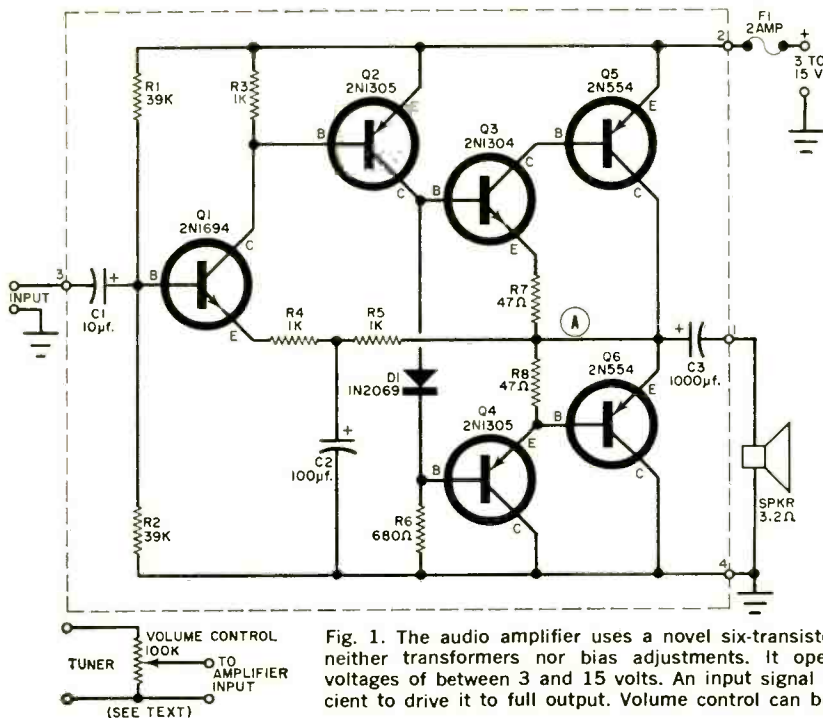 F1
2 AMP
2
+
3 TO
15 V
R1
39K
R3
1K
Q2
2N1305
E
B
C
Q3
2N1304
C
B
E
Q5
2N554
E
B
C
Q1
2N1694
C
B
E
3
+
INPUT
C1
10µf.
R7
47Ω
R4
1K
R5
1K
A
+
1
C3
1000µf.
D1
1N2069
R8
47Ω
Q6
2N554
E
B
C
Q4
2N1305
E
B
C
+
C2
100µf.
R2
39K
R6
680Ω
SPKR
3.2Ω
4
VOLUME CONTROL
100K
TUNER
TO
AMPLIFIER
INPUT
(SEE TEXT)
Fig. 1. The audio amplifier uses a novel six-transist
neither transformers nor bias adjustments. It ope
voltages of between 3 and 15 volts. An input signal
cient to drive it to full output. Volume control can b